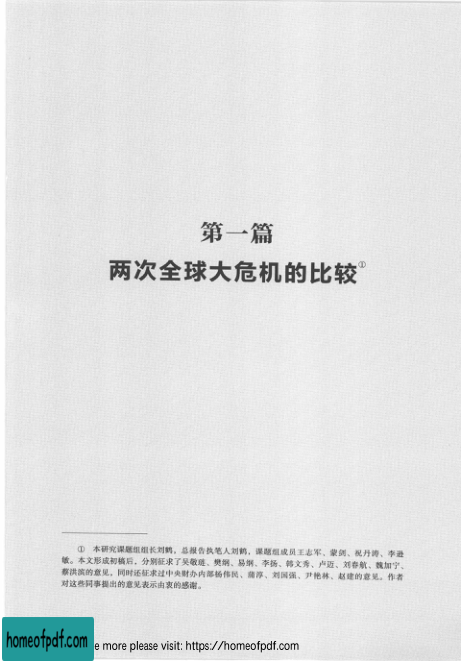 第一篇
两次全球大危机的比较①
① 本研究课题组组长刘鹤，总报告执笔人刘鹤，课题组成员王志军、蒙剑、祝丹涛、李逊
敏。本文形成初稿后，分别征求了吴敬琏、樊纲、易纲、李扬、韩文秀、卢迈、刘春航、魏加宁、
蔡洪滨的意见，同时还征求过中央财办内部杨伟民、蒲淳、刘国强、尹艳林、赵建的意见。作者
对这些同事提出的意见表示由衷的感谢。
homeofpdf.com
e more please visit: https://homeofpdf.com